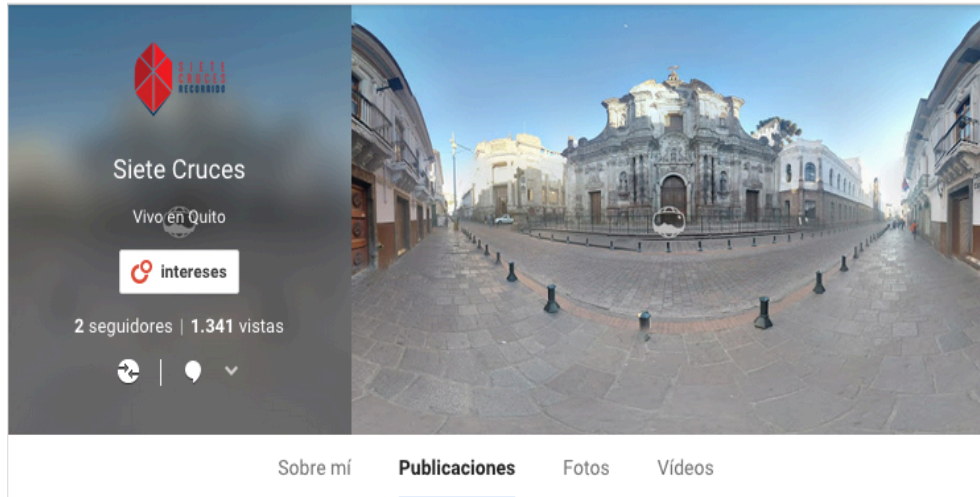 SIETE
CRUCES
RECORRIDO
Siete Cruces
Vivo en Quito
intereses
2 seguidores | 1.341 vistas
Sobre mí Publicaciones Fotos Vídeos